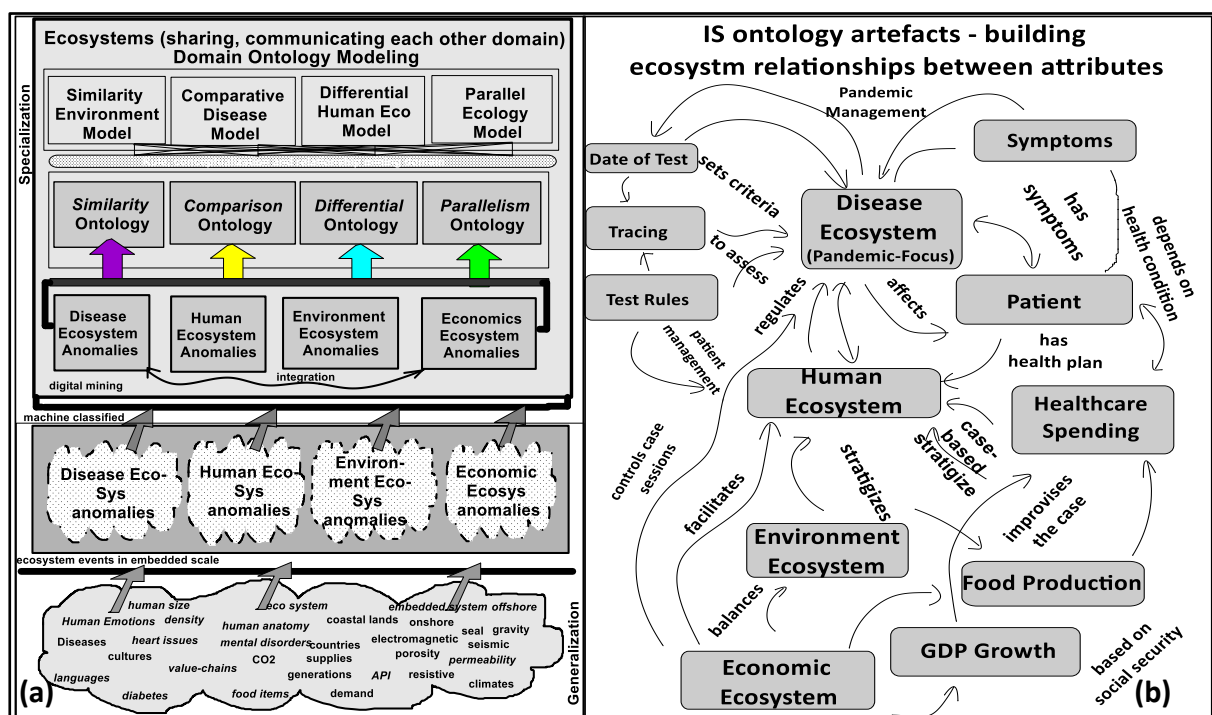 Ecosystems (sharing, communicating each other domain)
Domain Ontology Modeling
Similarity
Environment
Model
Comparative
Disease
Model
Differential
Human Eco
Model
Parallel
Ecology
Model
Similarity
Ontology
Comparison
Ontology
Differential
Ontology
Parallelism
Ontology
Disease
Ecosystem
Anomalies
Human
Ecosystem
Anomalies
Environment
Ecosystem
Anomalies
Economics
Ecosystem
Anomalies
integration
digital mining
machine classified
Specialization
Disease Eco-
Sys
anomalies
Human Eco-
Sys
anomalies
Environ-
ment Eco-
Sys
anomalies
Economic
Ecosys
anomalies
ecosystem events in embedded scale
human size
eco system
embedded system
offshore
Human Emotions
density
human anatomy
coastal lands
onshore
seal
gravity
Diseases
heart issues
mental disorders
countries
electromagnetic
seismic
cultures
CO2
supplies
porosity
permeability
value-chains
generations
API
resistive
languages
diabetes
food items
demand
climates
Generalization
(a)
IS ontology artefacts - building
ecosystm relationships between attributes
Pandemic
Management
Symptoms
Date of Test
sets criteria
Disease
Ecosystem
(Pandemic-Focus)
has
symptoms
depends on
health condition
Tracing
to assess
Test Rules
regulates
affects
Patient
patient
management
has
health plan
Human
Ecosystem
Healthcare
Spending
controls case
sessions
facilitates
stratigizes
case-
based-
stratigize
improvises
the case
Environment
Ecosystem
Food Production
balances
GDP Growth
based on
social security
Economic
Ecosystem
(b)